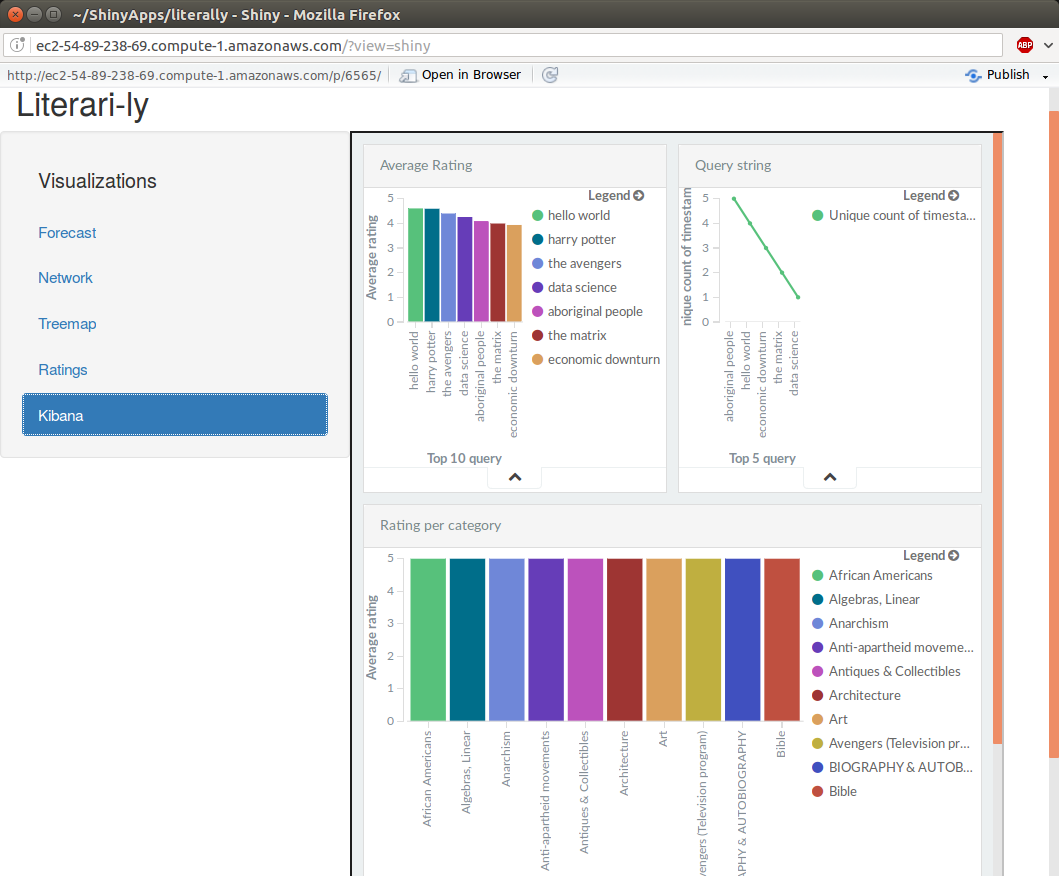 ~/ShinyApps/literally - Shiny - Mozilla Firefox
ec2-54-89-238-69.compute-1.amazonaws.com/?view=shiny
ABP
http://ec2-54-89-238-69.compute-1.amazonaws.com/p/6565/
Open in Browser
Publish
Literari-ly
Visualizations
Forecast
Network
Treemap
Ratings
Kibana
Average Rating
Legend
Average rating
5
4
3
2
1
0
hello world
harry potter
the avengers
data science
aboriginal people
the matrix
economic downturn
Top 10 query
hello world
harry potter
the avengers
data science
aboriginal people
the matrix
economic downturn
Query string
Legend
nique count of timestam
5
4
3
2
1
0
aboriginal people
hello world
economic downturn
the matrix
data science
Top 5 query
Unique count of timesta...
Rating per category
Legend
Average rating
5
4
3
2
1
0
African Americans
Algebras, Linear
Anarchism
Anti-apartheid movements
Antiques & Collectibles
Architecture
Art
vengers (Television program)
APHY & AUTOBIOGRAPHY
Bible
African Americans
Algebras, Linear
Anarchism
Anti-apartheid moveme...
Antiques & Collectibles
Architecture
Art
Avengers (Television pr...
BIOGRAPHY & AUTOB...
Bible